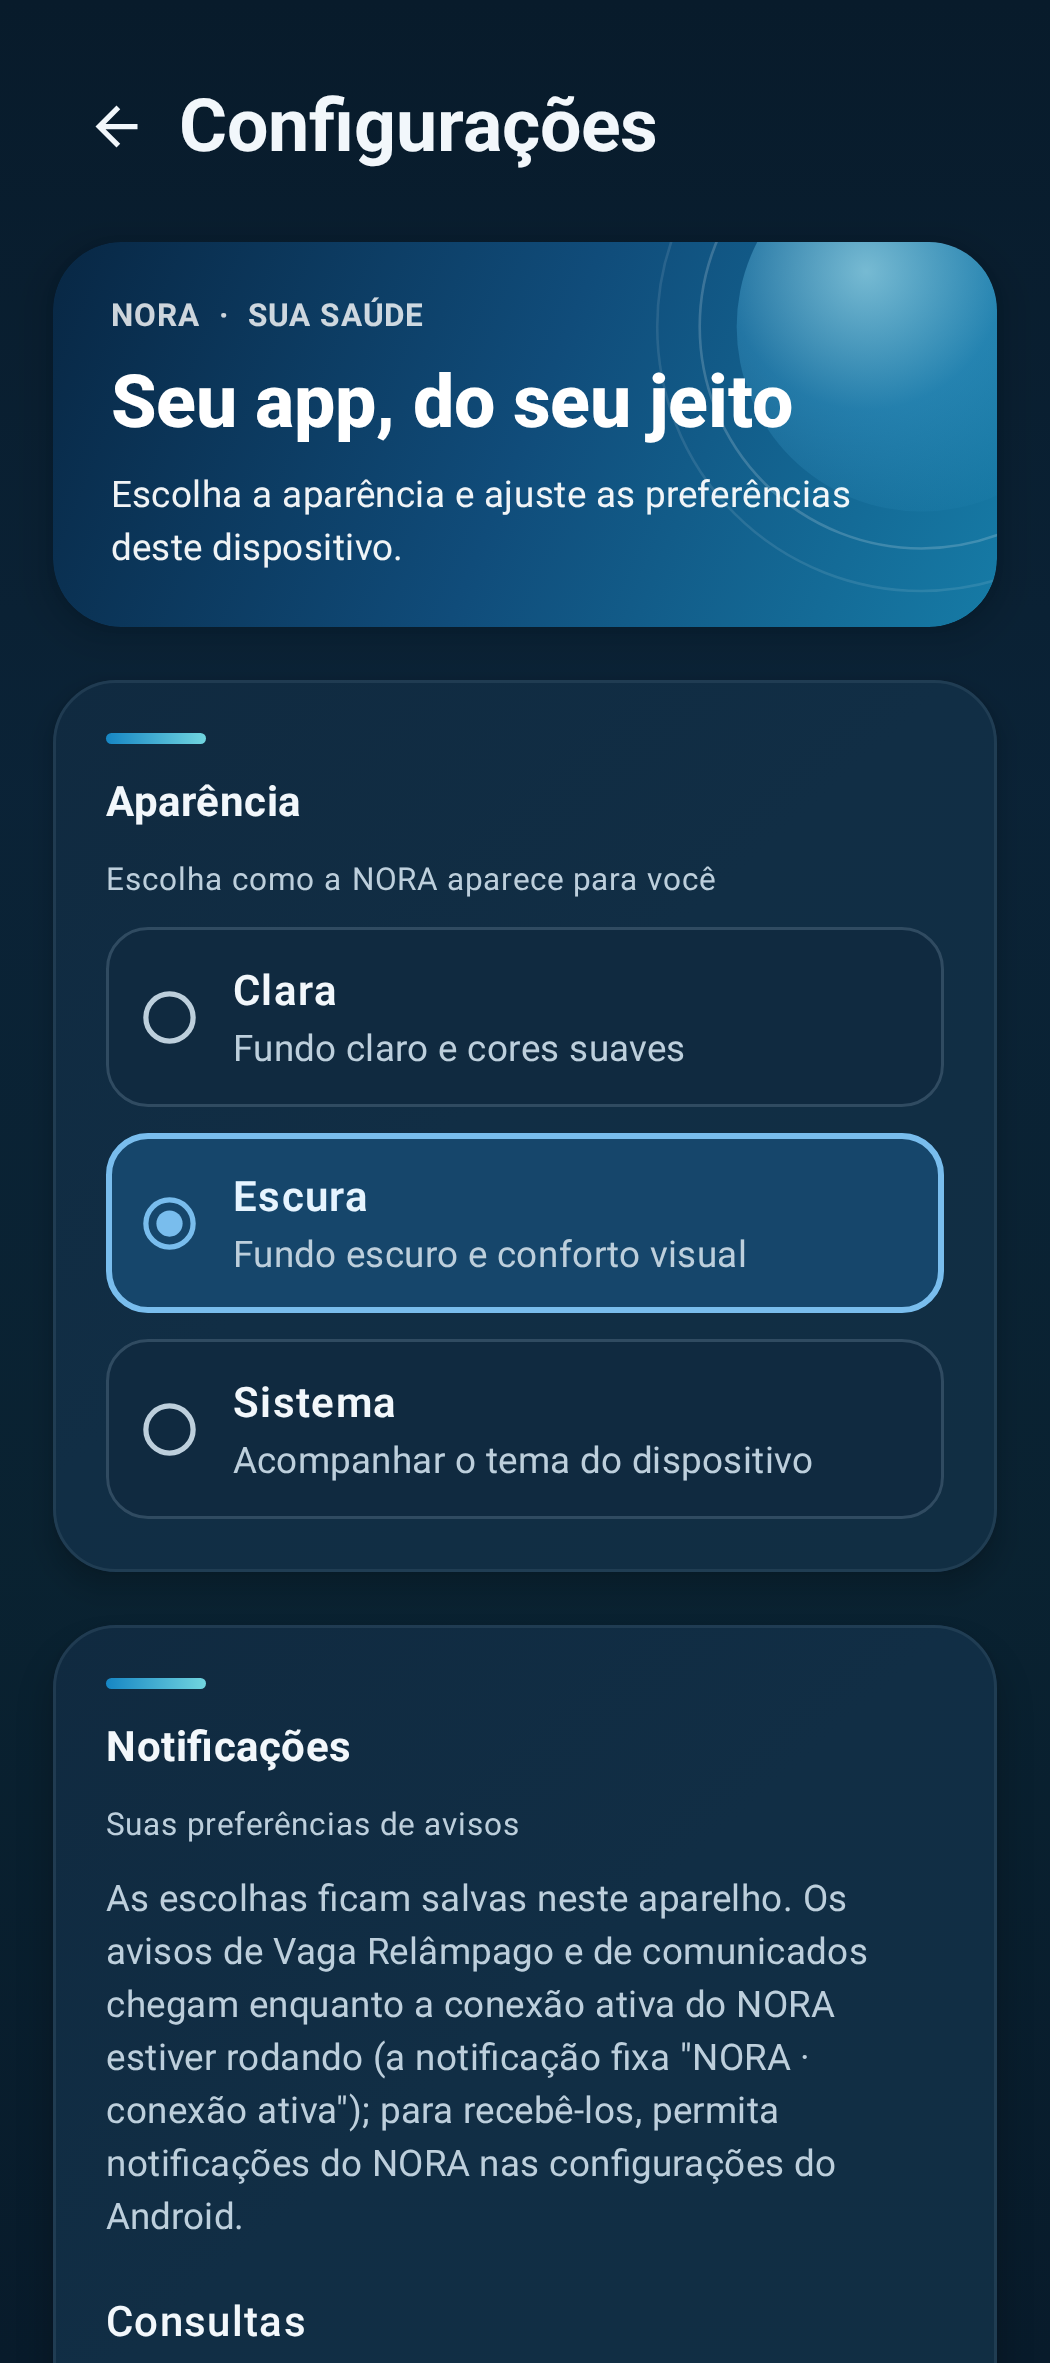 Configurações
NORA · SUA SAÚDE
Seu app, do seu jeito
Escolha a aparência e ajuste as preferências
deste dispositivo.
Aparência
Escolha como a NORA aparece para você
Clara
Fundo claro e cores suaves
Escura
Fundo escuro e conforto visual
Sistema
Acompanhar o tema do dispositivo
Notificações
Suas preferências de avisos
As escolhas ficam salvas neste aparelho. Os
avisos de Vaga Relâmpago e de comunicados
chegam enquanto a conexão ativa do NORA
estiver rodando (a notificação fixa "NORA ·
conexão ativa"); para recebê-los, permita
notificações do NORA nas configurações do
Android.
Consultas